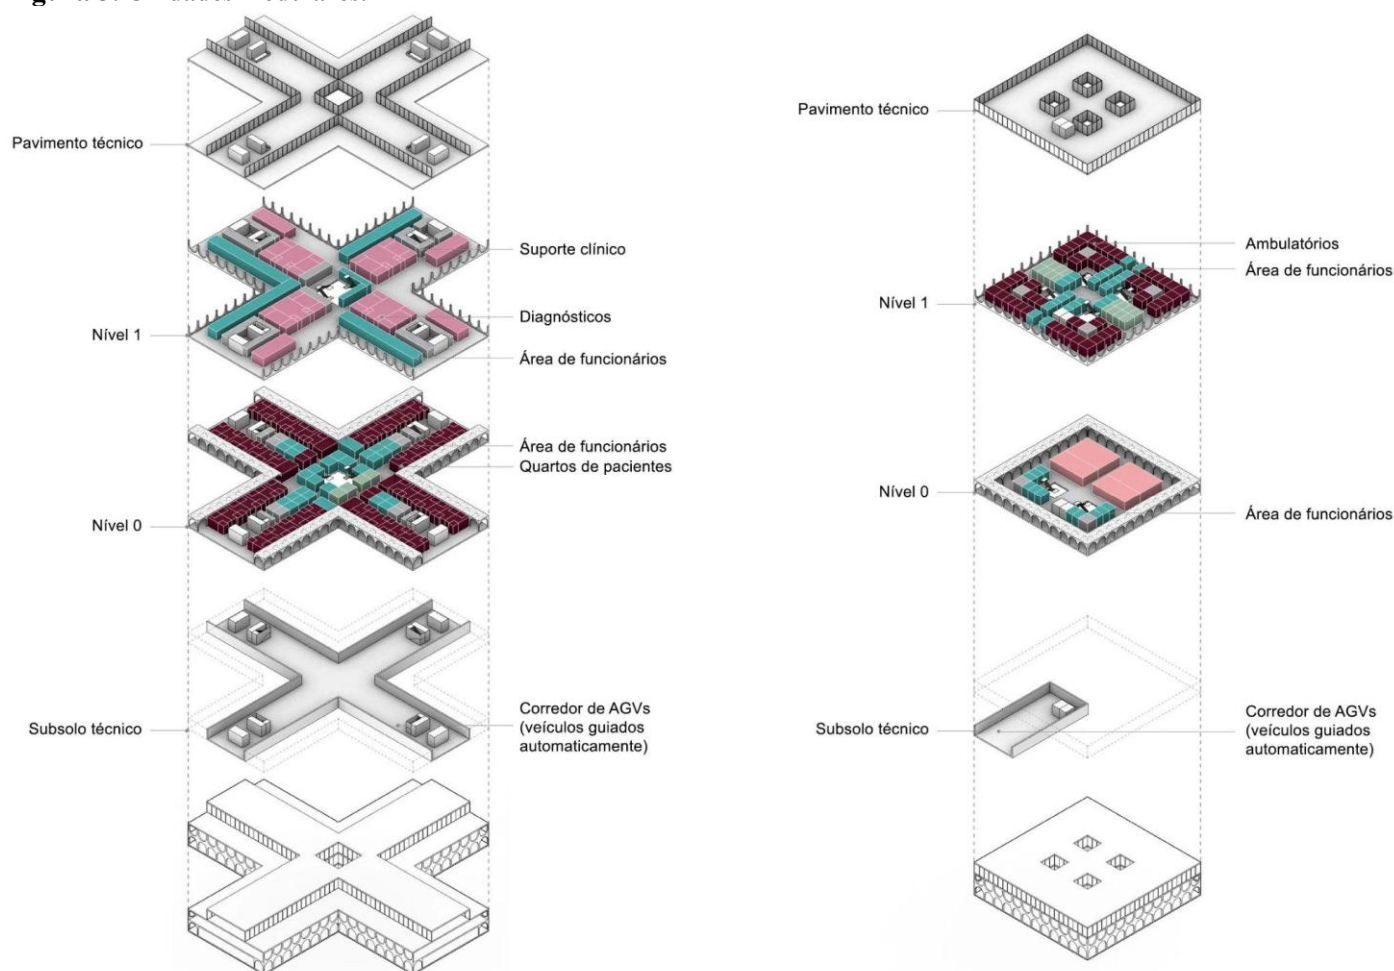 Pavimento técnico
Suporte clínico
Diagnósticos
Nível 1
Área de funcionários
Área de funcionários
Quartos de pacientes
Nível 0
Corredor de AGVs
(veículos guiados
automaticamente)
Subsolo técnico
Pavimento técnico
Ambulatórios
Área de funcionários
Nível 1
Nível 0
Área de funcionários
Corredor de AGVs
(veículos guiados
automaticamente)
Subsolo técnico